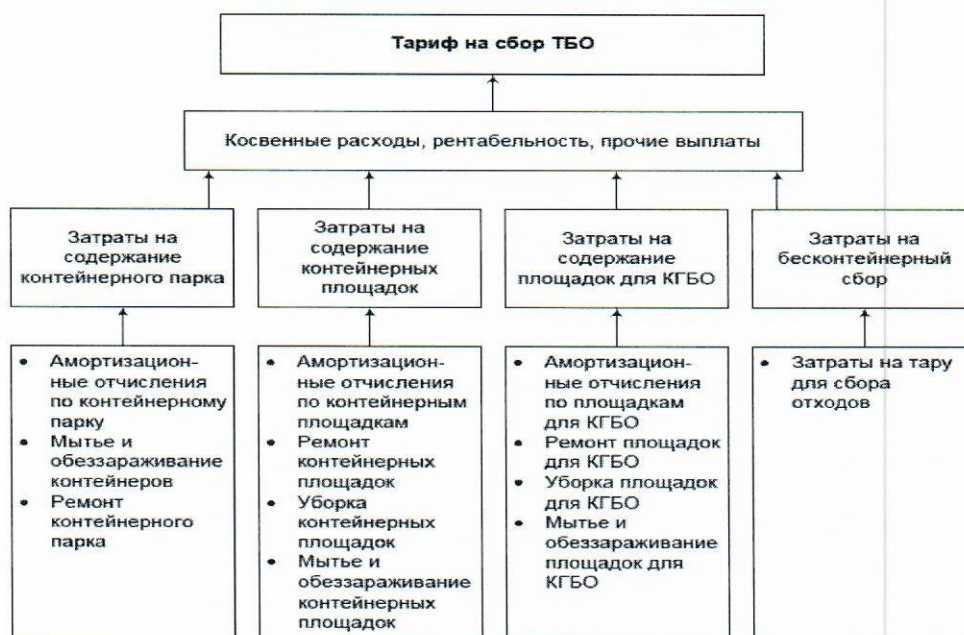 Тариф на сбор ТБО
Косвенные расходы, рентабельность, прочие выплаты
Затраты на
содержание
контейнерного парка
Затраты на
содержание
контейнерных
площадок
Затраты на
содержание
площадок для КГБО
Затраты на
бесконтейнерный
сбор
• Амортизацион-
ные отчисления
по контейнерному
парку
• Мытье и
обеззараживание
контейнеров
• Ремонт
контейнерного
парка
• Амортизацион-
ные отчисления
по контейнерным
площадкам
• Ремонт
контейнерных
площадок
• Уборка
контейнерных
площадок
• Мытье и
обеззараживание
контейнерных
площадок
• Амортизацион-
ные отчисления
по площадкам
для КГБО
• Ремонт площадок
для КГБО
• Уборка площадок
для КГБО
• Мытье и
обеззараживание
площадок для
КГБО
• Затраты на тару
для сбора
отходов